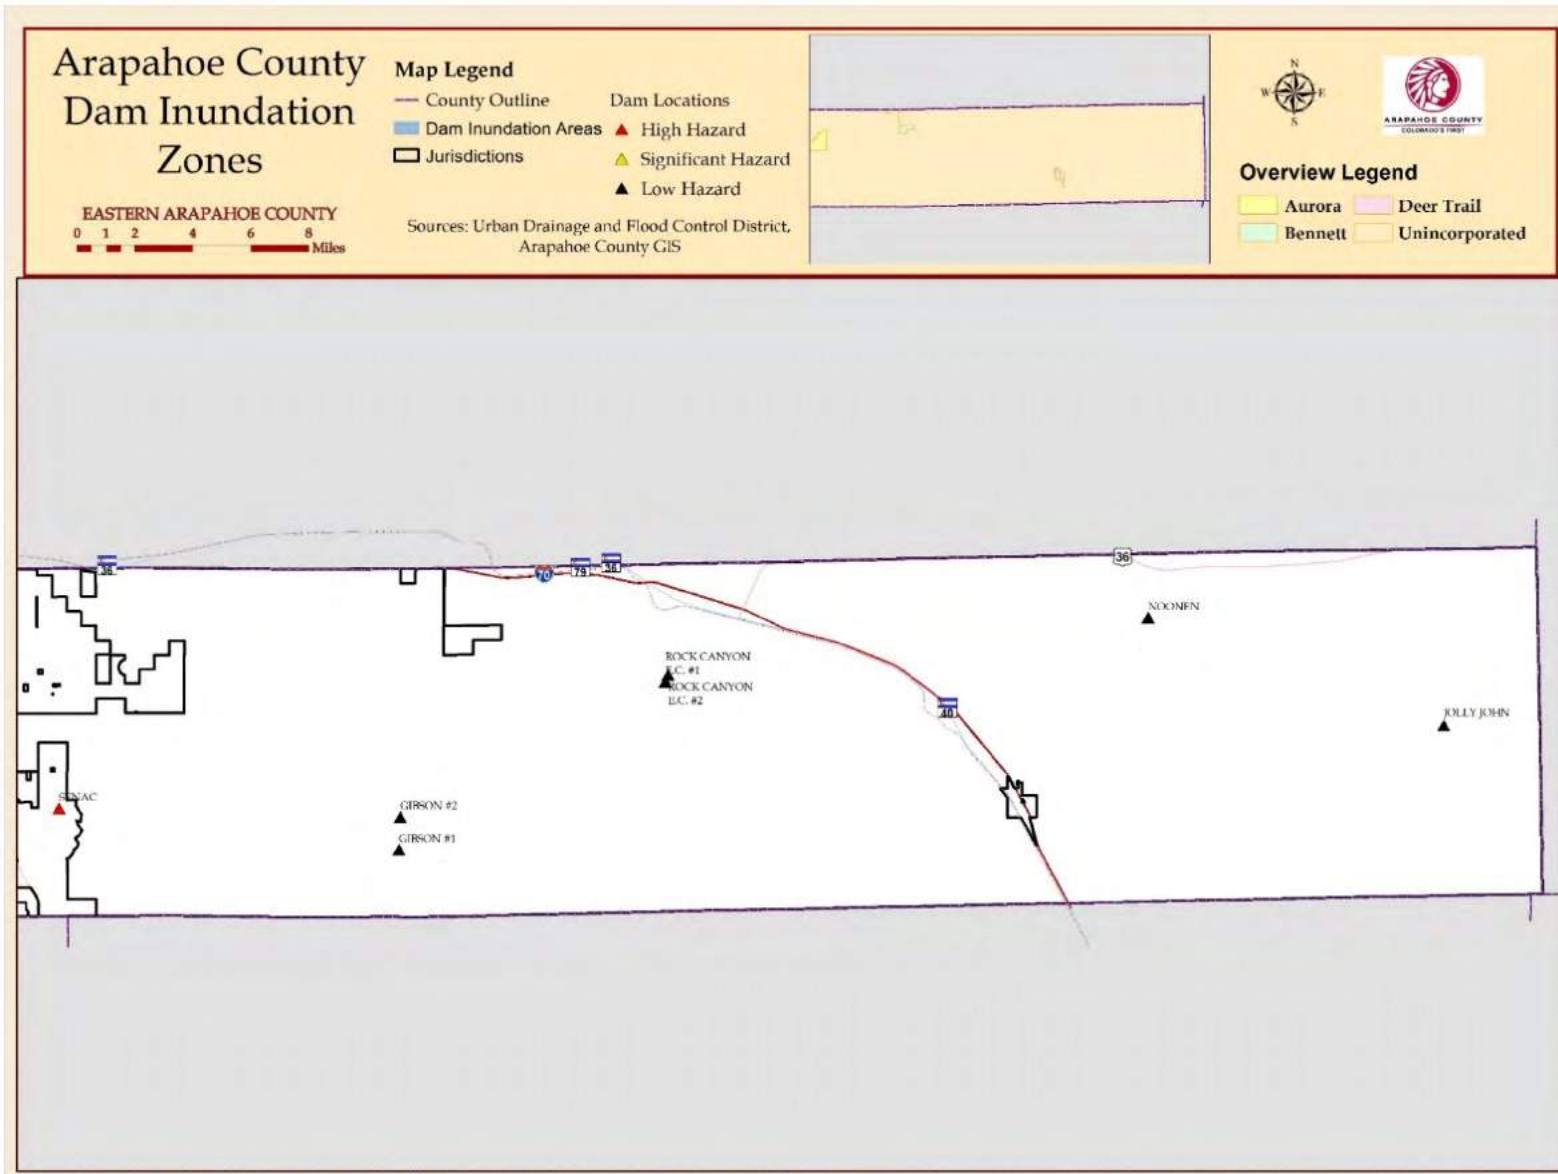 Arapahoe County
Dam Inundation
Zones
EASTERN ARAPAHOE COUNTY
0 1 2 4 6 8
Miles
Map Legend
County Outline
Dam Inundation Areas
Jurisdictions
Dam Locations
High Hazard
Significant Hazard
Low Hazard
Sources: Urban Drainage and Flood Control District,
Arapahoe County GIS
N
W E
S
ARAPAHOE COUNTY
COLORADO'S FIRST
Overview Legend
Aurora Deer Trail
Bennett Unincorporated
36
70
79
36
36
NOONEN
ROCK CANYON
E.C. #1
ROCK CANYON
E.C. #2
40
JOLLY JOHN
SENAC
GIBSON #2
GIBSON #1